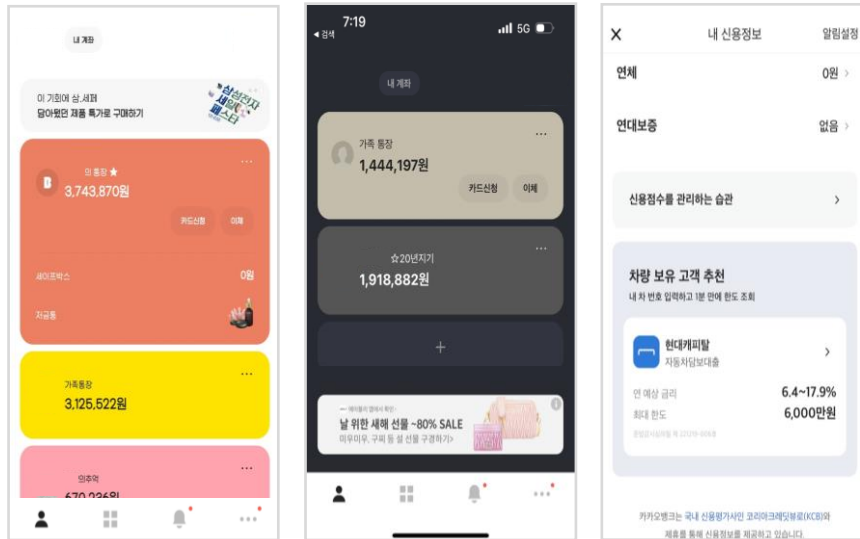 내 계좌
이 기회에 삼.세페
담아뒀던 제품 특가로 구매하기
삼성전자
세일
페스타
B
의 통장 ★
3,743,870원
카드신청 이체
세이프박스 0원
저금통
가족통장
3,125,522원
의추억
670,236원
7:19
5G
◀ 검색
내 계좌
가족 통장
1,444,197원
카드신청 이체
☆20년지기
1,918,882원
+
날 위한 새해 선물 ~80% SALE
미우미우, 구찌 등 설 선물 구경하기>
× 내 신용정보 알림설정
연체 0원 >
연대보증 없음 >
신용점수를 관리하는 습관 >
차량 보유 고객 추천
내 차 번호 입력하고 1분 만에 한도 조회
현대캐피탈 >
자동차담보대출
연 예상 금리 6.4~17.9%
최대 한도 6,000만원
카카오뱅크는 국내 신용평가사인 코리아크레딧뷰로(KCB)와
제휴를 통해 신용정보를 제공하고 있습니다.